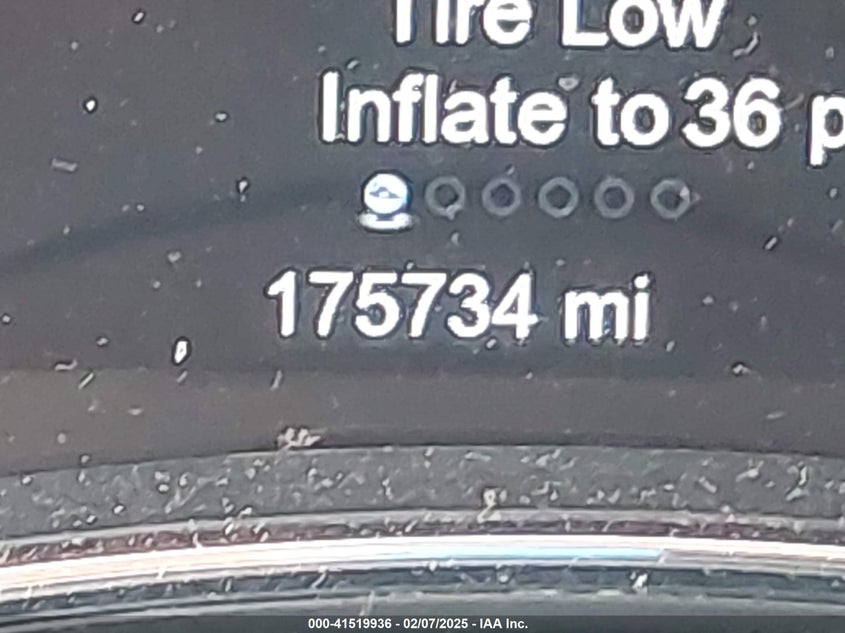 Tire Low
Inflate to 36 p
175734 mi
000-41519936 - 02/07/2025 - IAA Inc.